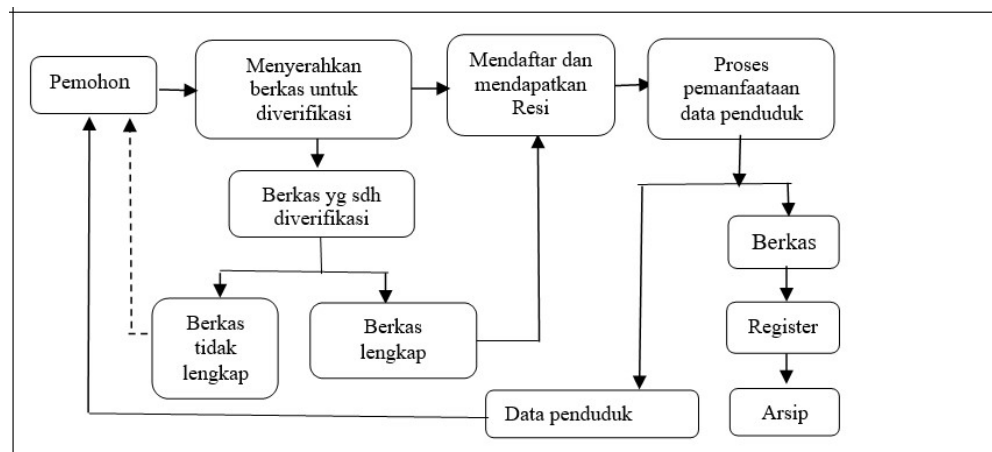 Pemohon
Menyerahkan
berkas untuk
diverifikasi
Mendaftar dan
mendapatkan
Resi
Proses
pemanfaataan
data penduduk
Berkas yg sdh
diverifikasi
Berkas
tidak
lengkap
Berkas
lengkap
Berkas
Register
Data penduduk
Arsip